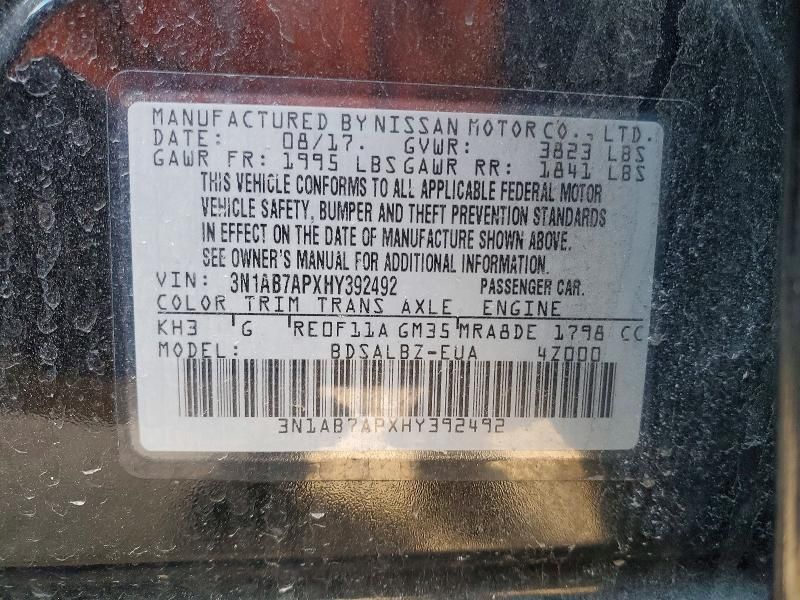 MANUFACTURED BY NISSAN MOTOR CO., LTD.
DATE: 08/17. GVWR: 3823 LBS
GAWR FR: 1995 LBS GAWR RR: 1841 LBS
THIS VEHICLE CONFORMS TO ALL APPLICABLE FEDERAL MOTOR
VEHICLE SAFETY, BUMPER AND THEFT PREVENTION STANDARDS
IN EFFECT ON THE DATE OF MANUFACTURE SHOWN ABOVE.
SEE OWNER'S MANUAL FOR ADDITIONAL INFORMATION.
VIN: 3N1AB7APXHY392492 PASSENGER CAR.
COLOR TRIM TRANS AXLE ENGINE
KH3 G RE0F11A GM35 MRA8DE 1798 CC
MODEL: BDSALBZ-EUA 4Z000
3N1AB7APXHY392492